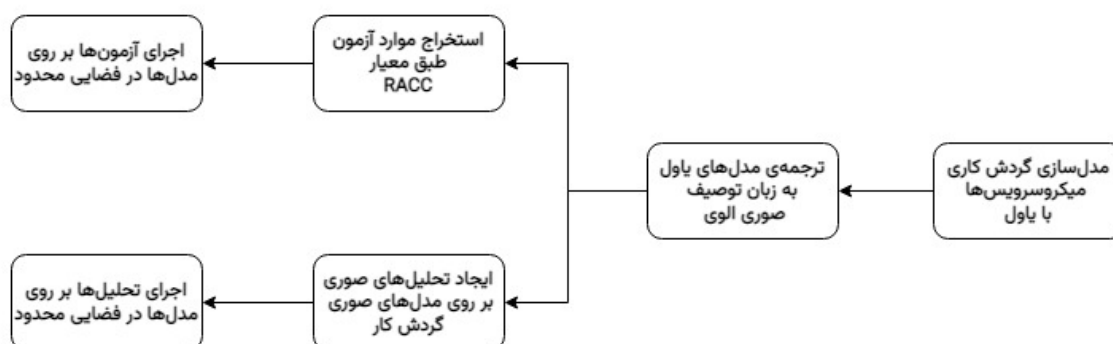 مدل‌سازی گردش کاری
میکروسرویس‌ها
با یاول
ترجمه‌ی مدل‌های یاول
به زبان توصیف
صوری الوی
استخراج موارد آزمون
طبق معیار
RACC
اجرای آزمون‌ها بر روی
مدل‌ها در فضایی محدود
ایجاد تحلیل‌های صوری
بر روی مدل‌های صوری
گردش کار
اجرای تحلیل‌ها بر روی
مدل‌ها در فضایی محدود